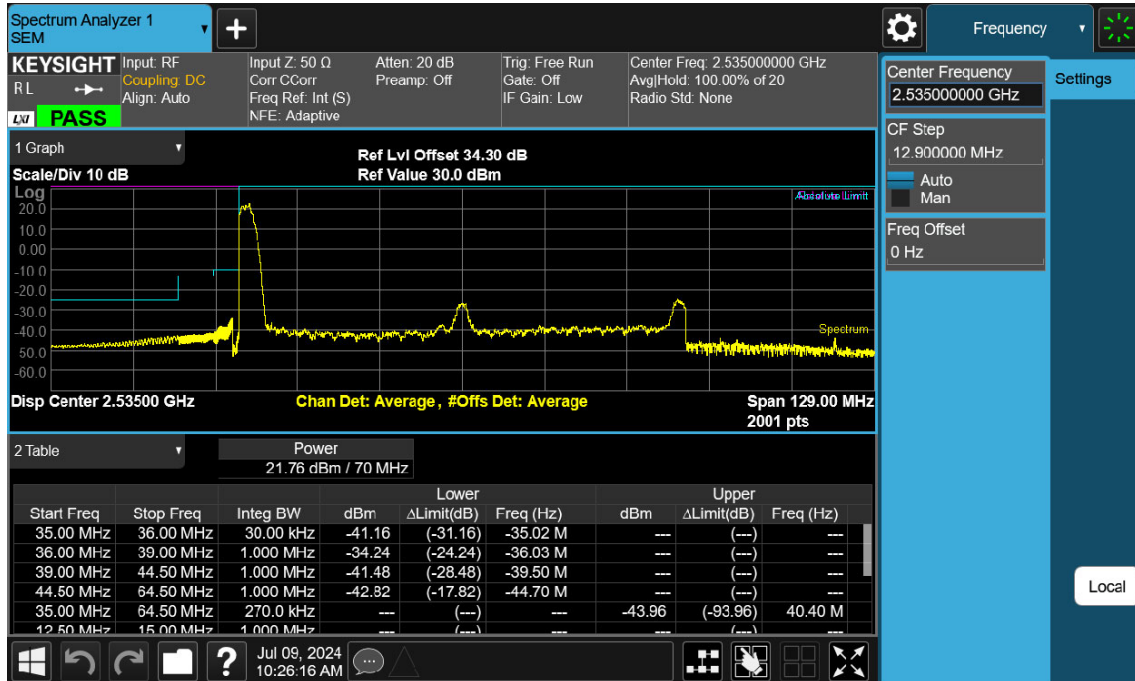 Spectrum Analyzer 1
SEM
Frequency
KEYSIGHT
R L
LXI
PASS
Input: RF
Coupling: DC
Align: Auto
Input Z: 50 Ω
Corr CCorr
Freq Ref: Int (S)
NFE: Adaptive
Atten: 20 dB
Preamp: Off
Trig: Free Run
Gate: Off
IF Gain: Low
Center Freq: 2.535000000 GHz
Avg|Hold: 100.00% of 20
Radio Std: None
Center Frequency
2.535000000 GHz
Settings
CF Step
12.900000 MHz
Auto
Man
Freq Offset
0 Hz
Local
1 Graph
Scale/Div 10 dB
Ref Lvl Offset 34.30 dB
Ref Value 30.0 dBm
Log
20.0
10.0
0.00
-10.0
-20.0
-30.0
-40.0
50.0
-60.0
Limit
Spectrum
Disp Center 2.53500 GHz
Chan Det: Average , #Offs Det: Average
Span 129.00 MHz
2001 pts
2 Table
Power
21.76 dBm / 70 MHz
Lower Upper
Start Freq Stop Freq Integ BW dBm ΔLimit(dB) Freq (Hz) dBm ΔLimit(dB) Freq (Hz)
35.00 MHz 36.00 MHz 30.00 kHz -41.16 (-31.16) -35.02 M --- (---) ---
36.00 MHz 39.00 MHz 1.000 MHz -34.24 (-24.24) -36.03 M --- (---) ---
39.00 MHz 44.50 MHz 1.000 MHz -41.48 (-28.48) -39.50 M --- (---) ---
44.50 MHz 64.50 MHz 1.000 MHz -42.82 (-17.82) -44.70 M --- (---) ---
35.00 MHz 64.50 MHz 270.0 kHz --- (---) --- -43.96 (-93.96) 40.40 M
12.50 MHz 15.00 MHz 1.000 MHz --- (---) --- --- (---) ---
?
Jul 09, 2024
10:26:16 AM